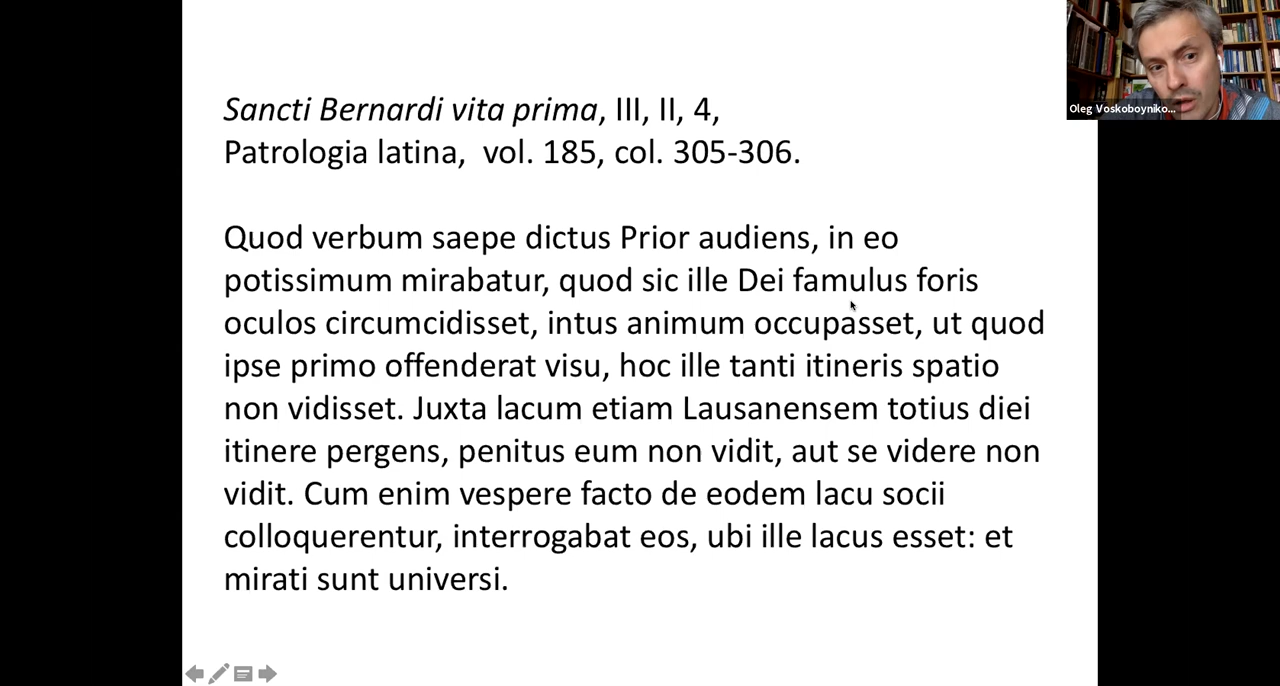 Sancti Bernardi vita prima, III, II, 4,
Patrologia latina, vol. 185, col. 305-306.
Quod verbum saepe dictus Prior audiens, in eo
potissimum mirabatur, quod sic ille Dei famulus foris
oculos circumcidisset, intus animum occupasset, ut quod
ipse primo offenderat visu, hoc ille tanti itineris spatio
non vidisset. Juxta lacum etiam Lausanensem totius diei
itinere pergens, penitus eum non vidit, aut se videre non
vidit. Cum enim vespere facto de eodem lacu socii
colloquerentur, interrogabat eos, ubi ille lacus esset: et
mirati sunt universi.
Oleg Voskoboyniko...